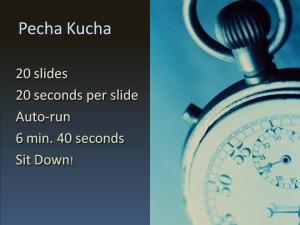 Pecha Kucha
20 slides
20 seconds per slide
Auto-run
6 min. 40 seconds
Sit Down!